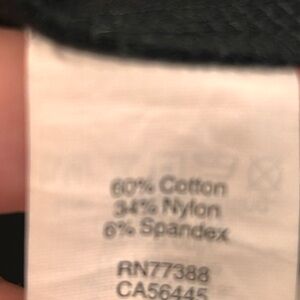 60% Cotton
34% Nylon
6% Spandex
RN77388
CA56445